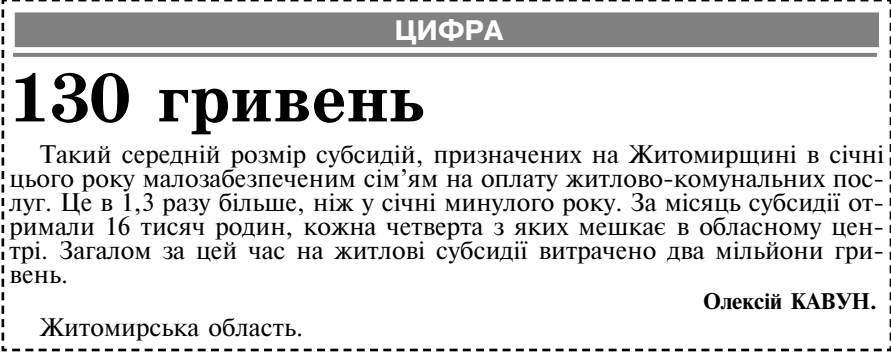 ЦИФРА
130 гривень
Такий середній розмір субсидій, призначених на Житомирщині в січні
цього року малозабезпеченим сім’ям на оплату житлово-комунальних пос-
луг. Це в 1,3 разу більше, ніж у січні минулого року. За місяць субсидії от-
римали 16 тисяч родин, кожна четверта з яких мешкає в обласному цен-
трі. Загалом за цей час на житлові субсидії витрачено два мільйони гри-
вень.
Олексій КАВУН.
Житомирська область.